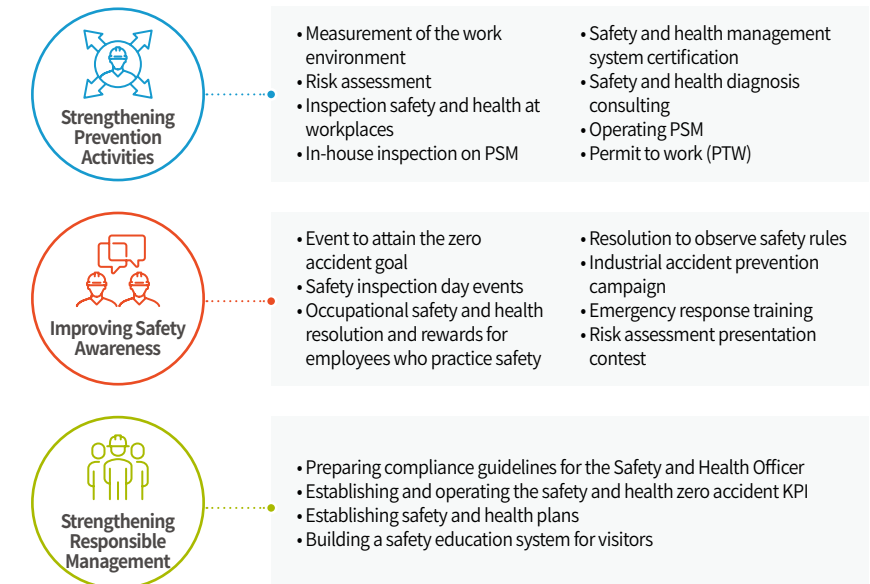 Strengthening
Prevention
Activities
• Measurement of the work
environment
• Risk assessment
• Inspection safety and health at
workplaces
• In-house inspection on PSM
• Safety and health management
system certification
• Safety and health diagnosis
consulting
• Operating PSM
• Permit to work (PTW)
Improving Safety
Awareness
• Event to attain the zero
accident goal
• Safety inspection day events
• Occupational safety and health
resolution and rewards for
employees who practice safety
• Resolution to observe safety rules
• Industrial accident prevention
campaign
• Emergency response training
• Risk assessment presentation
contest
Strengthening
Responsible
Management
• Preparing compliance guidelines for the Safety and Health Officer
• Establishing and operating the safety and health zero accident KPI
• Establishing safety and health plans
• Building a safety education system for visitors